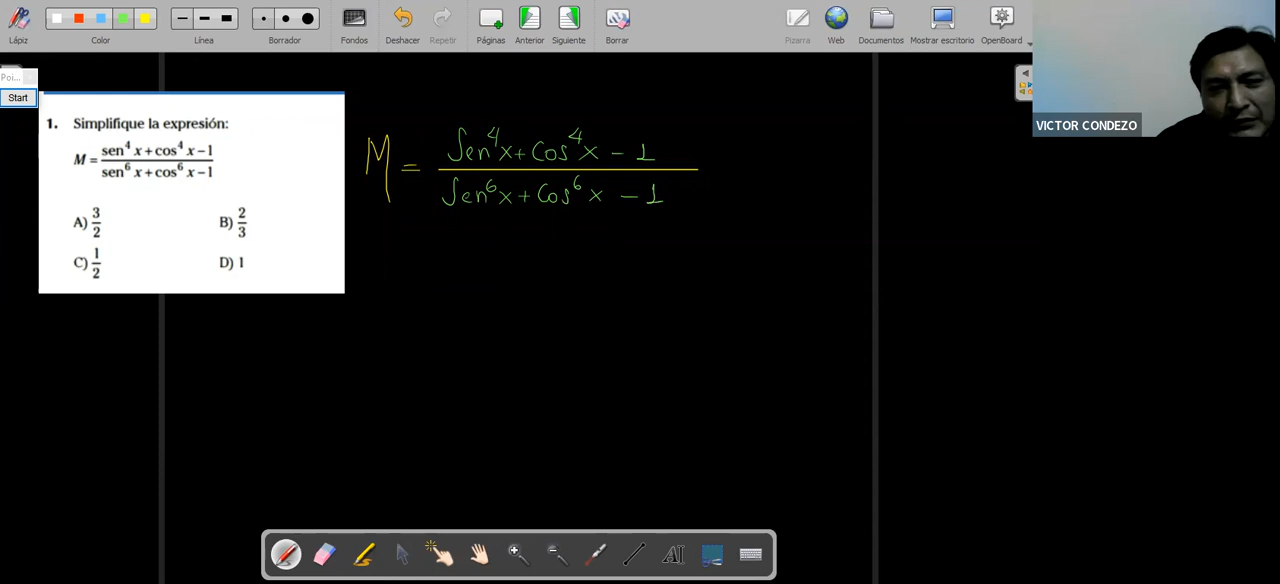 Lápiz Color Línea Borrador Fondos Deshacer Repetir Páginas Anterior Siguiente Borrar Pizarra Web Documentos Mostrar escritorio OpenBoard
Poi...
Start
VICTOR CONDEZO
1. Simplifique la expresión:
M = (sen⁴ x + cos⁴ x − 1) / (sen⁶ x + cos⁶ x − 1)
A) 3/2 B) 2/3
C) 1/2 D) 1
M = (Sen⁴x + Cos⁴x − 1) / (Sen⁶x + Cos⁶x − 1)
AI